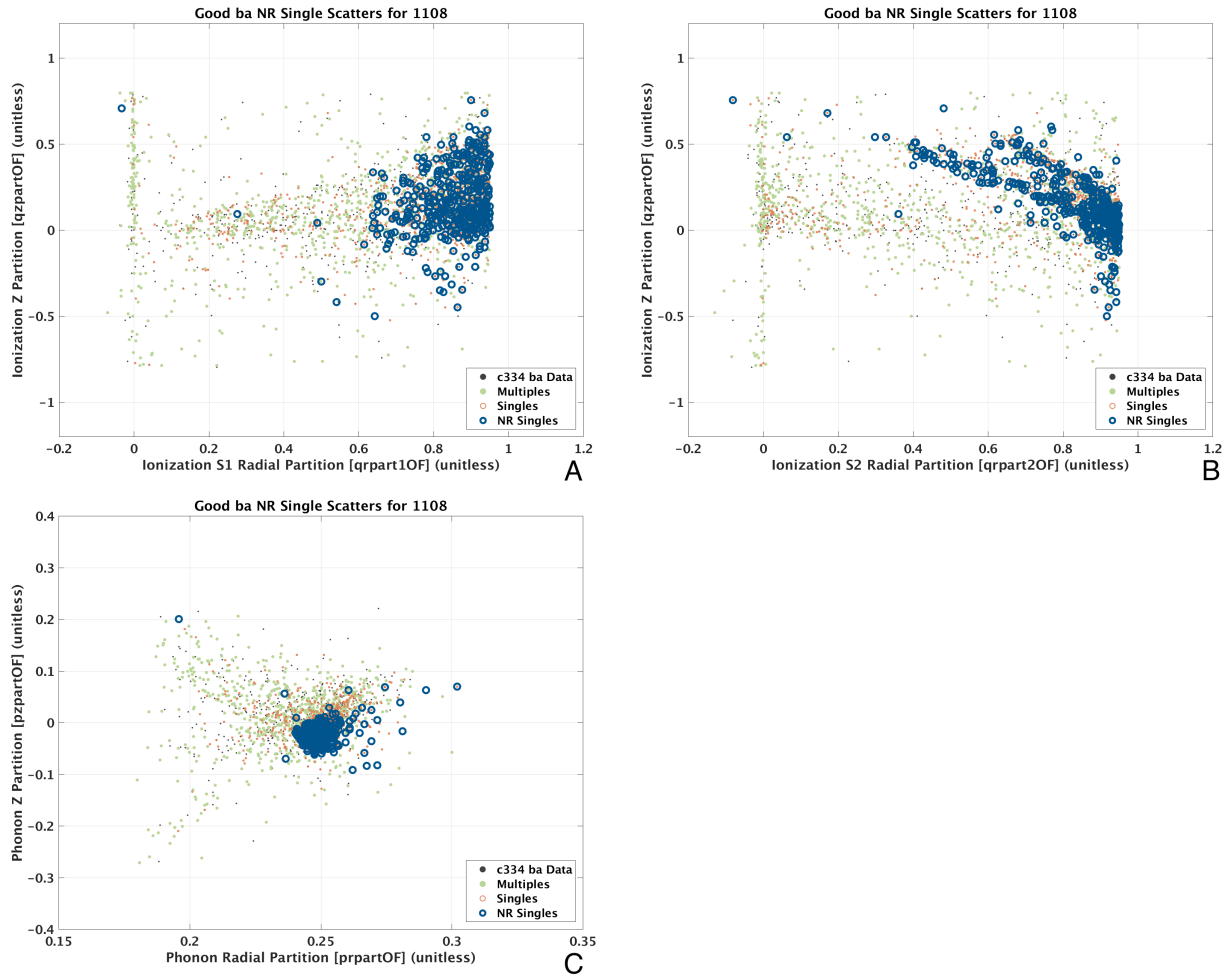 Good ba NR Single Scatters for 1108
Ionization Z Partition [qzpartOF] (unitless)
1
0.5
0
-0.5
-1
c334 ba Data
Multiples
Singles
NR Singles
-0.2 0 0.2 0.4 0.6 0.8 1 1.2
Ionization S1 Radial Partition [qrpart1OF] (unitless)
A
Good ba NR Single Scatters for 1108
Ionization Z Partition [qzpartOF] (unitless)
1
0.5
0
-0.5
-1
c334 ba Data
Multiples
Singles
NR Singles
-0.2 0 0.2 0.4 0.6 0.8 1 1.2
Ionization S2 Radial Partition [qrpart2OF] (unitless)
B
Good ba NR Single Scatters for 1108
Phonon Z Partition [pzpartOF] (unitless)
0.4
0.3
0.2
0.1
0
-0.1
-0.2
-0.3
-0.4
c334 ba Data
Multiples
Singles
NR Singles
0.15 0.2 0.25 0.3 0.35
Phonon Radial Partition [prpartOF] (unitless)
C